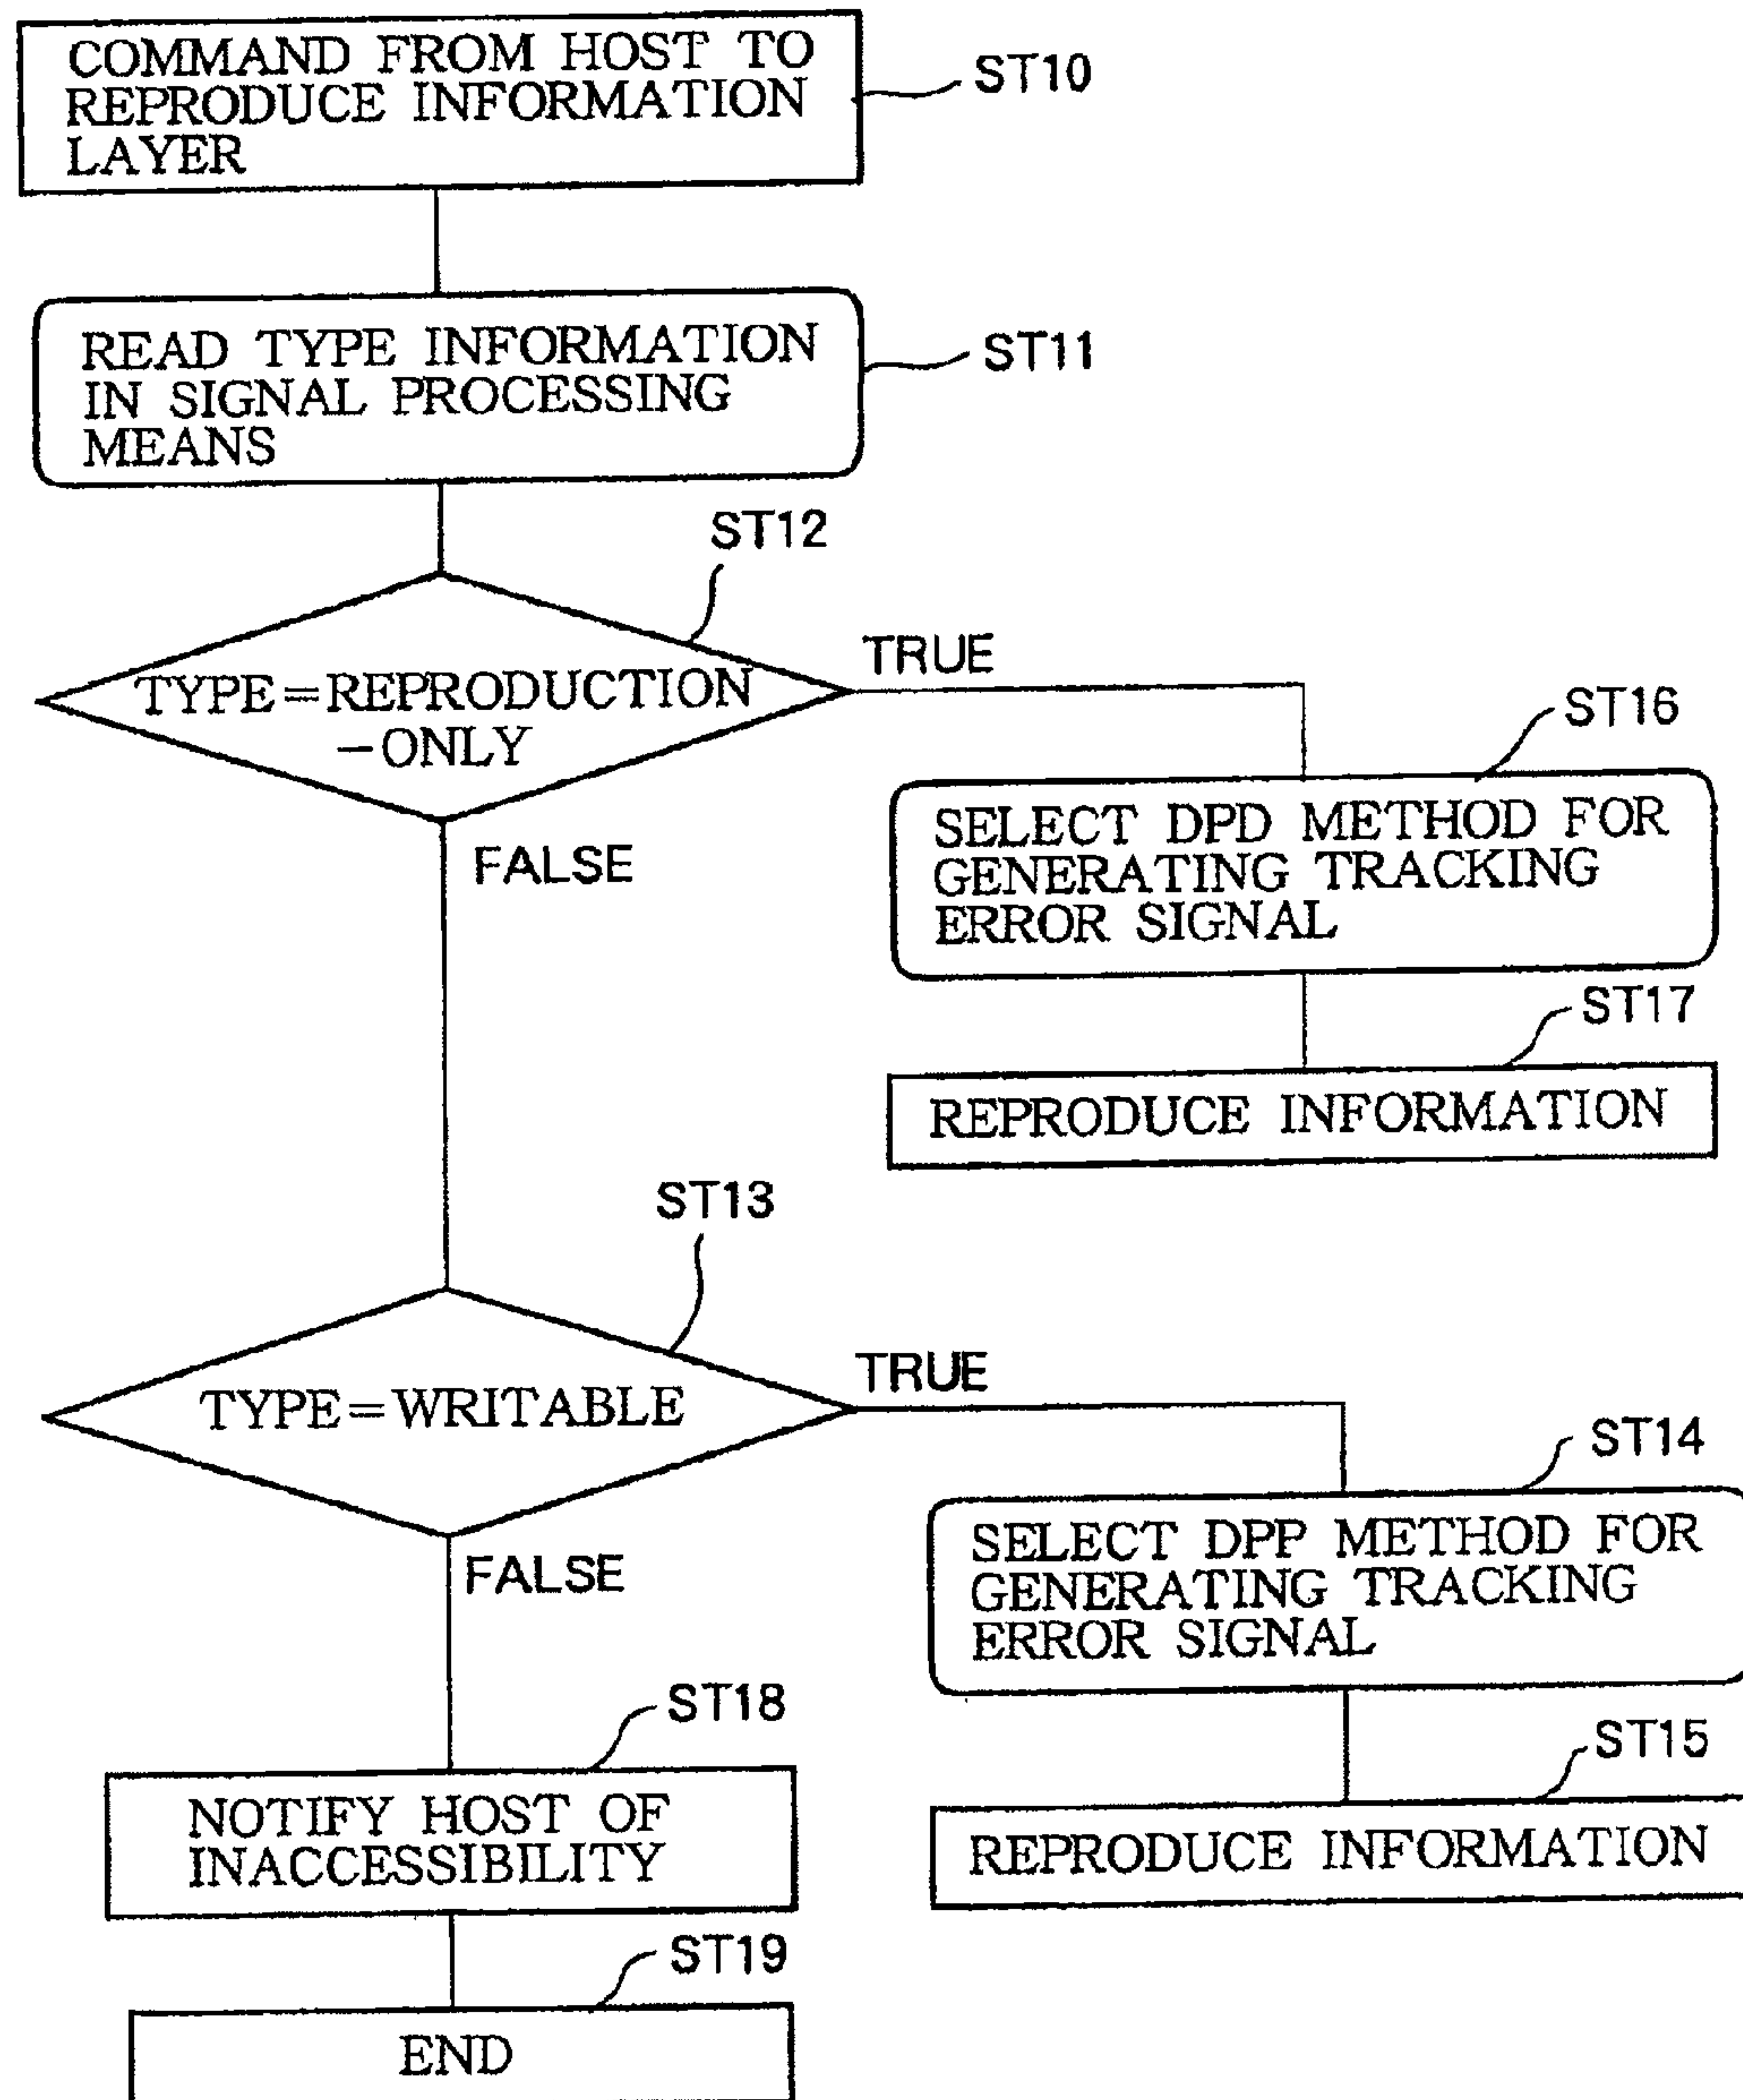 COMMAND FROM HOST TO
REPRODUCE INFORMATION
LAYER
ST10
READ TYPE INFORMATION
IN SIGNAL PROCESSING
MEANS
ST11
ST12
TYPE=REPRODUCTION
-ONLY
TRUE
FALSE
ST16
SELECT DPD METHOD FOR
GENERATING TRACKING
ERROR SIGNAL
ST17
REPRODUCE INFORMATION
ST13
TYPE=WRITABLE
TRUE
FALSE
ST14
SELECT DPP METHOD FOR
GENERATING TRACKING
ERROR SIGNAL
ST15
REPRODUCE INFORMATION
ST18
NOTIFY HOST OF
INACCESSIBILITY
ST19
END